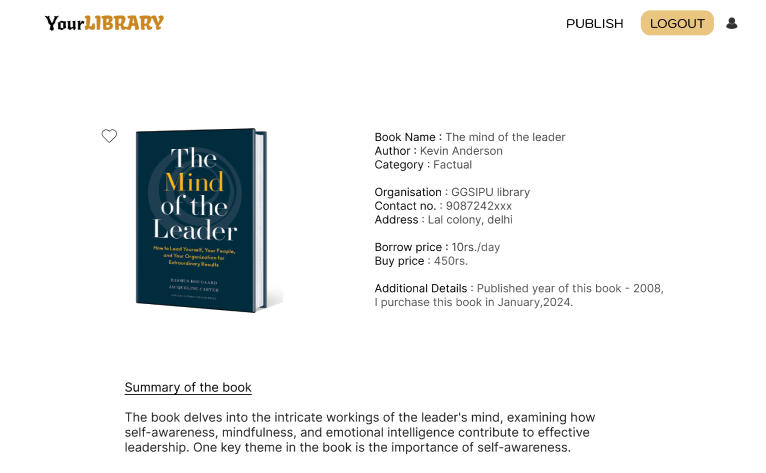 YourLIBRARY
PUBLISH
LOGOUT
The
Mind
of the
Leader
How to Lead Yourself, Your People,
and Your Organization for
Extraordinary Results
RASMUS HOUGAARD
JACQUELINE CARTER
Book Name : The mind of the leader
Author : Kevin Anderson
Category : Factual
Organisation : GGSIPU library
Contact no. : 9087242xxx
Address : Lal colony, delhi
Borrow price : 10rs./day
Buy price : 450rs.
Additional Details : Published year of this book - 2008,
I purchase this book in January,2024.
Summary of the book
The book delves into the intricate workings of the leader's mind, examining how
self-awareness, mindfulness, and emotional intelligence contribute to effective
leadership. One key theme in the book is the importance of self-awareness.